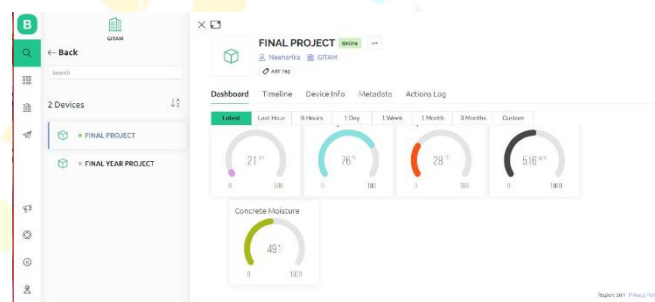 B
GITAM
← Back
Search
2 Devices
FINAL PROJECT
FINAL YEAR PROJECT
FINAL PROJECT Online
Neeharika GITAM
Add Tag
Dashboard Timeline Device Info Metadata Actions Log
Latest Last Hour 6 Hours 1 Day 1 Week 1 Month 3 Months Custom
21 76 28 516
0 500 0 100 0 100 0 1000
Concrete Moisture
491
0 1000
Region: Privacy